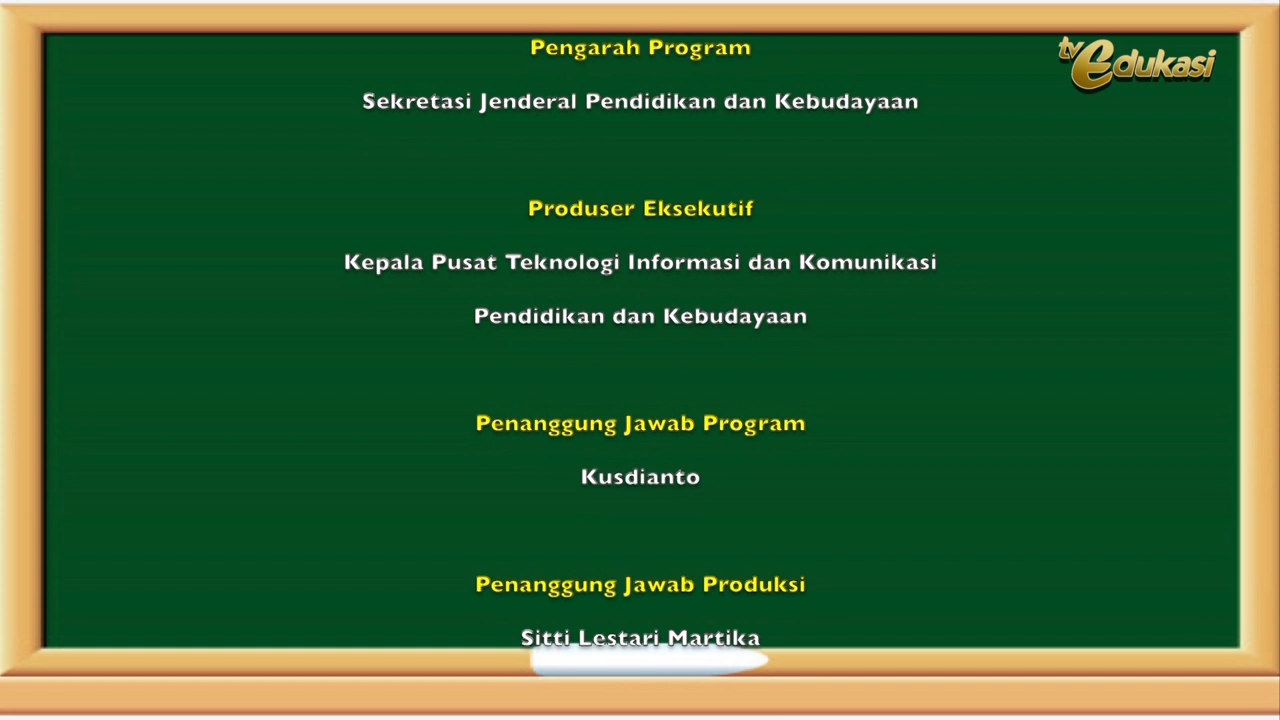 Pengarah Program
tv edukasi
Sekretasi Jenderal Pendidikan dan Kebudayaan
Produser Eksekutif
Kepala Pusat Teknologi Informasi dan Komunikasi
Pendidikan dan Kebudayaan
Penanggung Jawab Program
Kusdianto
Penanggung Jawab Produksi
Sitti Lestari Martika